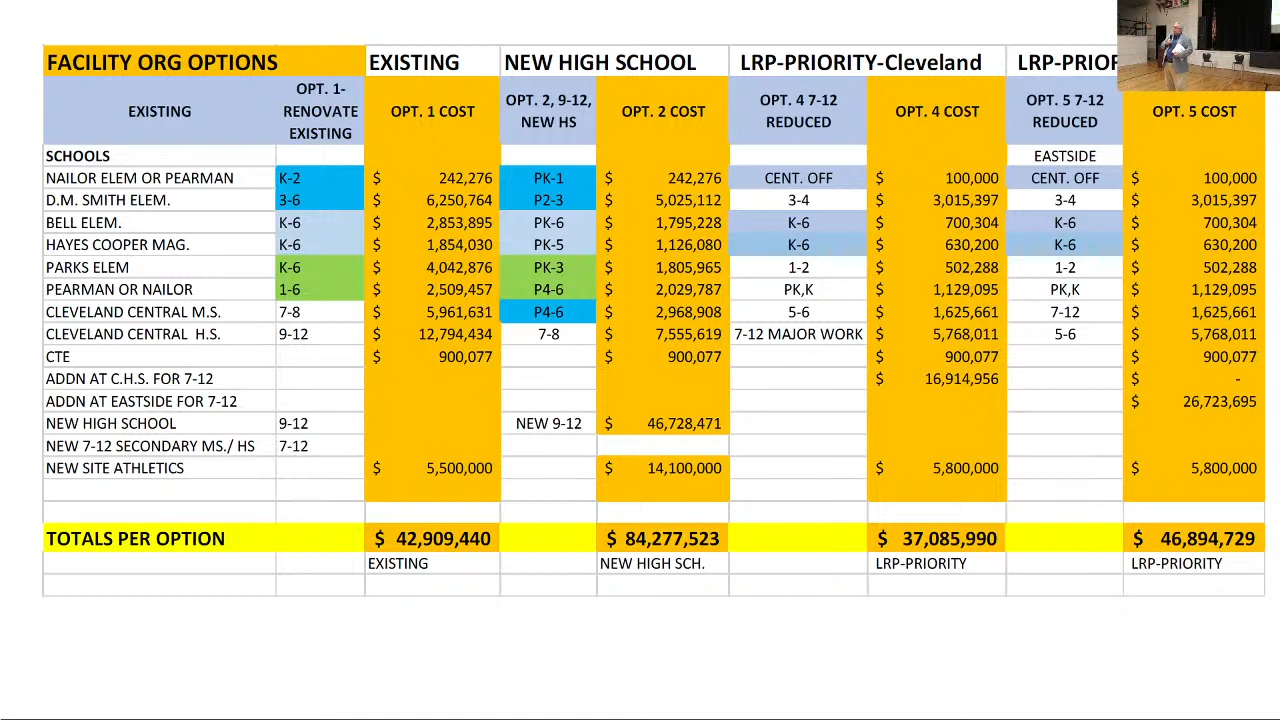 FACILITY ORG OPTIONS EXISTING NEW HIGH SCHOOL LRP-PRIORITY-Cleveland
EXISTING OPT. 1- RENOVATE EXISTING OPT. 1 COST OPT. 2, 9-12, NEW HS OPT. 2 COST OPT. 4 7-12 REDUCED OPT. 4 COST OPT. 5 7-12 REDUCED OPT. 5 COST
SCHOOLS EASTSIDE
NAILOR ELEM OR PEARMAN K-2 $ 242,276 PK-1 $ 242,276 CENT. OFF $ 100,000 CENT. OFF $ 100,000
D.M. SMITH ELEM. 3-6 $ 6,250,764 P2-3 $ 5,025,112 3-4 $ 3,015,397 3-4 $ 3,015,397
BELL ELEM. K-6 $ 2,853,895 PK-6 $ 1,795,228 K-6 $ 700,304 K-6 $ 700,304
HAYES COOPER MAG. K-6 $ 1,854,030 PK-5 $ 1,126,080 K-6 $ 630,200 K-6 $ 630,200
PARKS ELEM K-6 $ 4,042,876 PK-3 $ 1,805,965 1-2 $ 502,288 1-2 $ 502,288
PEARMAN OR NAILOR 1-6 $ 2,509,457 P4-6 $ 2,029,787 PK,K $ 1,129,095 PK,K $ 1,129,095
CLEVELAND CENTRAL M.S. 7-8 $ 5,961,631 P4-6 $ 2,968,908 5-6 $ 1,625,661 7-12 $ 1,625,661
CLEVELAND CENTRAL H.S. 9-12 $ 12,794,434 7-8 $ 7,555,619 7-12 MAJOR WORK $ 5,768,011 5-6 $ 5,768,011
CTE $ 900,077 $ 900,077 $ 900,077 $ 900,077
ADDN AT C.H.S. FOR 7-12 $ 16,914,956 $ -
ADDN AT EASTSIDE FOR 7-12 $ 26,723,695
NEW HIGH SCHOOL 9-12 NEW 9-12 $ 46,728,471
NEW 7-12 SECONDARY MS./ HS 7-12
NEW SITE ATHLETICS $ 5,500,000 $ 14,100,000 $ 5,800,000 $ 5,800,000
TOTALS PER OPTION $ 42,909,440 $ 84,277,523 $ 37,085,990 $ 46,894,729
EXISTING NEW HIGH SCH. LRP-PRIORITY LRP-PRIORITY